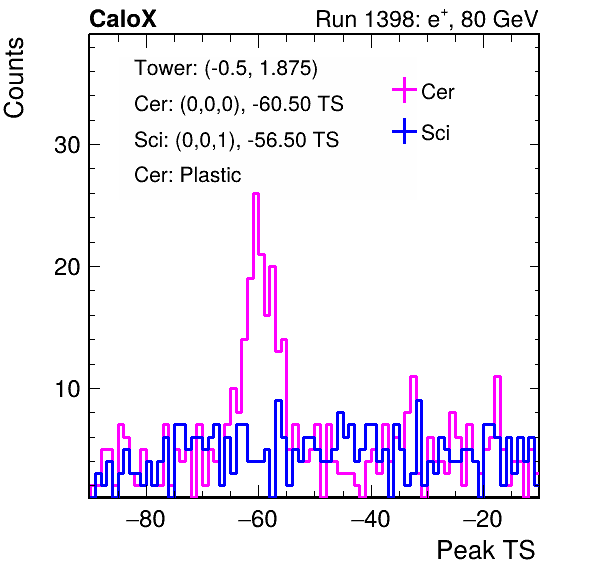 CaloX Run 1398: e⁺, 80 GeV
Counts
Tower: (-0.5, 1.875)
Cer: (0,0,0), -60.50 TS
Sci: (0,0,1), -56.50 TS
Cer: Plastic
Cer
Sci
30
20
10
−80 −60 −40 −20
Peak TS